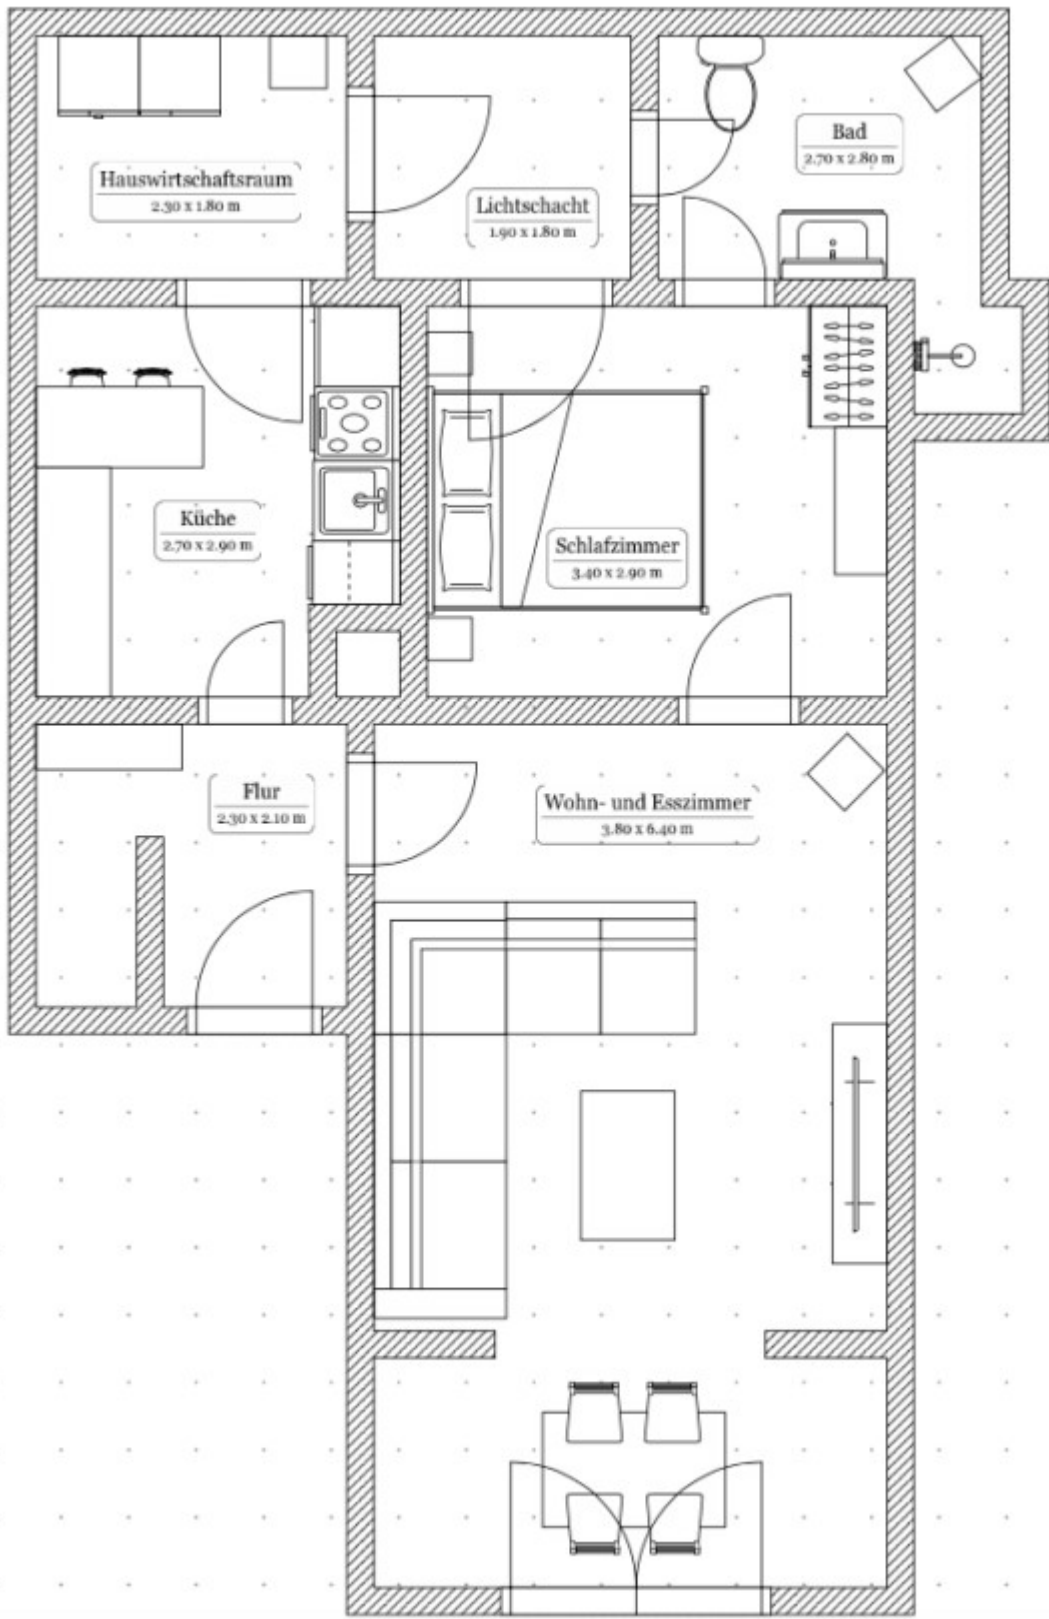 Bad
2.70 x 2.80 m
Hauswirtschaftsraum
2.30 x 1.80 m
Lichtschacht
1.90 x 1.80 m
Küche
2.70 x 2.90 m
Schlafzimmer
3.40 x 2.90 m
Flur
2.30 x 2.10 m
Wohn- und Esszimmer
3.80 x 6.40 m